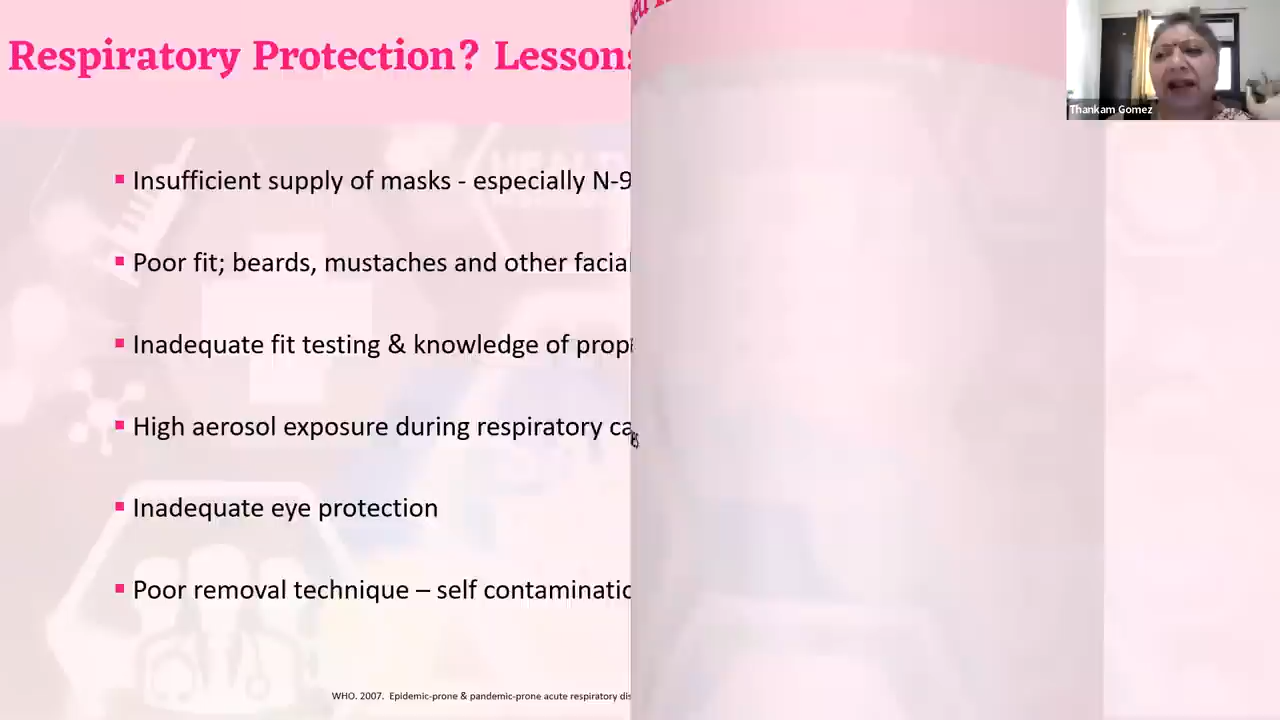 Respiratory Protection? Lessons
Thankam Gomez
▪ Insufficient supply of masks - especially N-9
▪ Poor fit; beards, mustaches and other facial
▪ Inadequate fit testing & knowledge of prop
▪ High aerosol exposure during respiratory ca
▪ Inadequate eye protection
▪ Poor removal technique – self contaminatio
WHO. 2007. Epidemic-prone & pandemic-prone acute respiratory dis